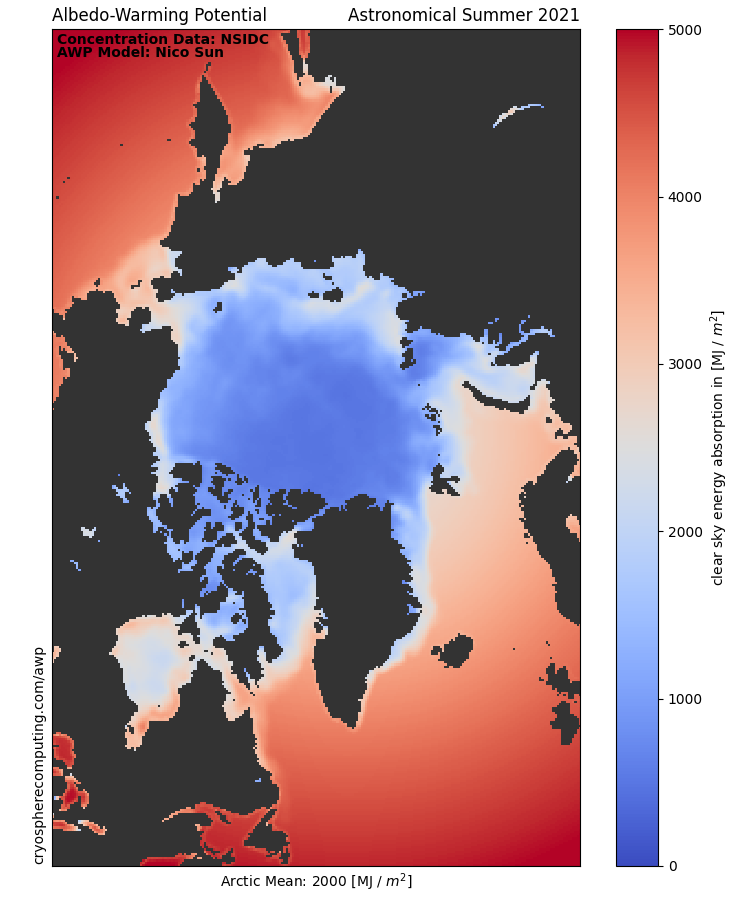 Albedo-Warming Potential
Astronomical Summer 2021
Concentration Data: NSIDC
AWP Model: Nico Sun
5000
4000
3000
2000
1000
0
clear sky energy absorption in [MJ / m²]
cryospherecomputing.com/awp
Arctic Mean: 2000 [MJ / m²]